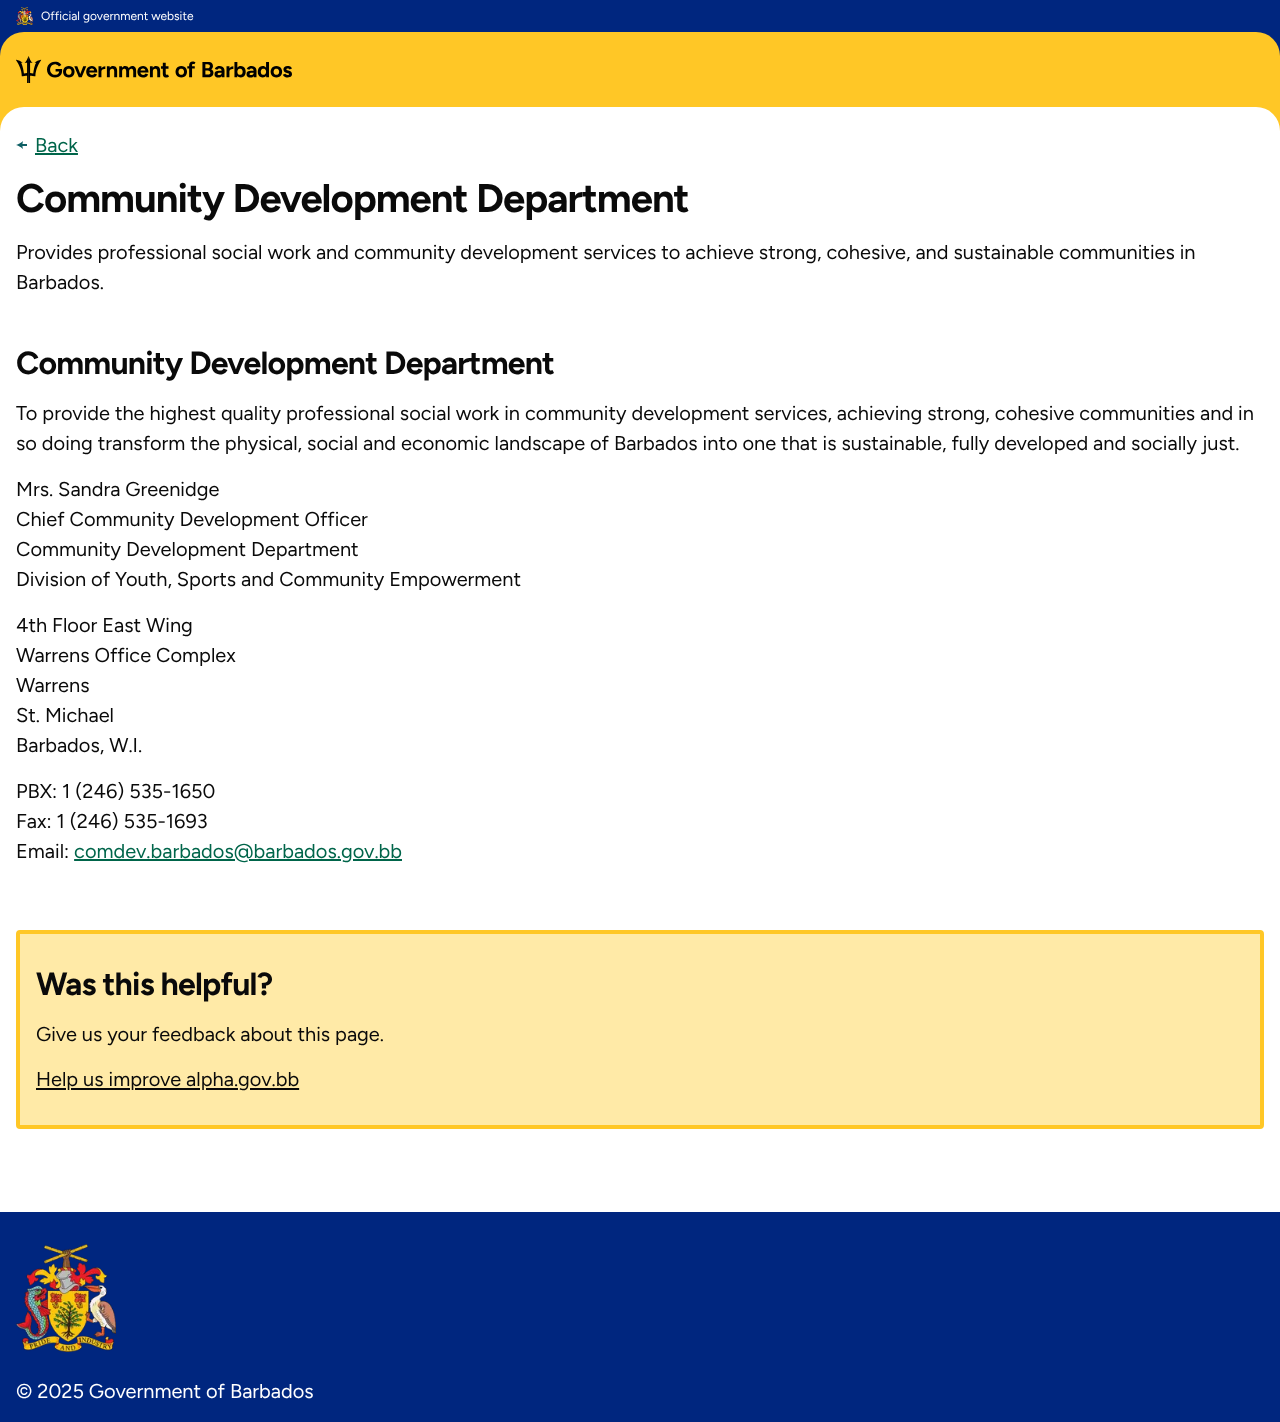 Official government website
Government of Barbados
Back
Community Development Department
Provides professional social work and community development services to achieve strong, cohesive, and sustainable communities in
Barbados.
Community Development Department
To provide the highest quality professional social work in community development services, achieving strong, cohesive communities and in
so doing transform the physical, social and economic landscape of Barbados into one that is sustainable, fully developed and socially just.
Mrs. Sandra Greenidge
Chief Community Development Officer
Community Development Department
Division of Youth, Sports and Community Empowerment
4th Floor East Wing
Warrens Office Complex
Warrens
St. Michael
Barbados, W.I.
PBX: 1 (246) 535-1650
Fax: 1 (246) 535-1693
Email: comdev.barbados@barbados.gov.bb
Was this helpful?
Give us your feedback about this page.
Help us improve alpha.gov.bb
PRIDE AND INDUSTRY
© 2025 Government of Barbados